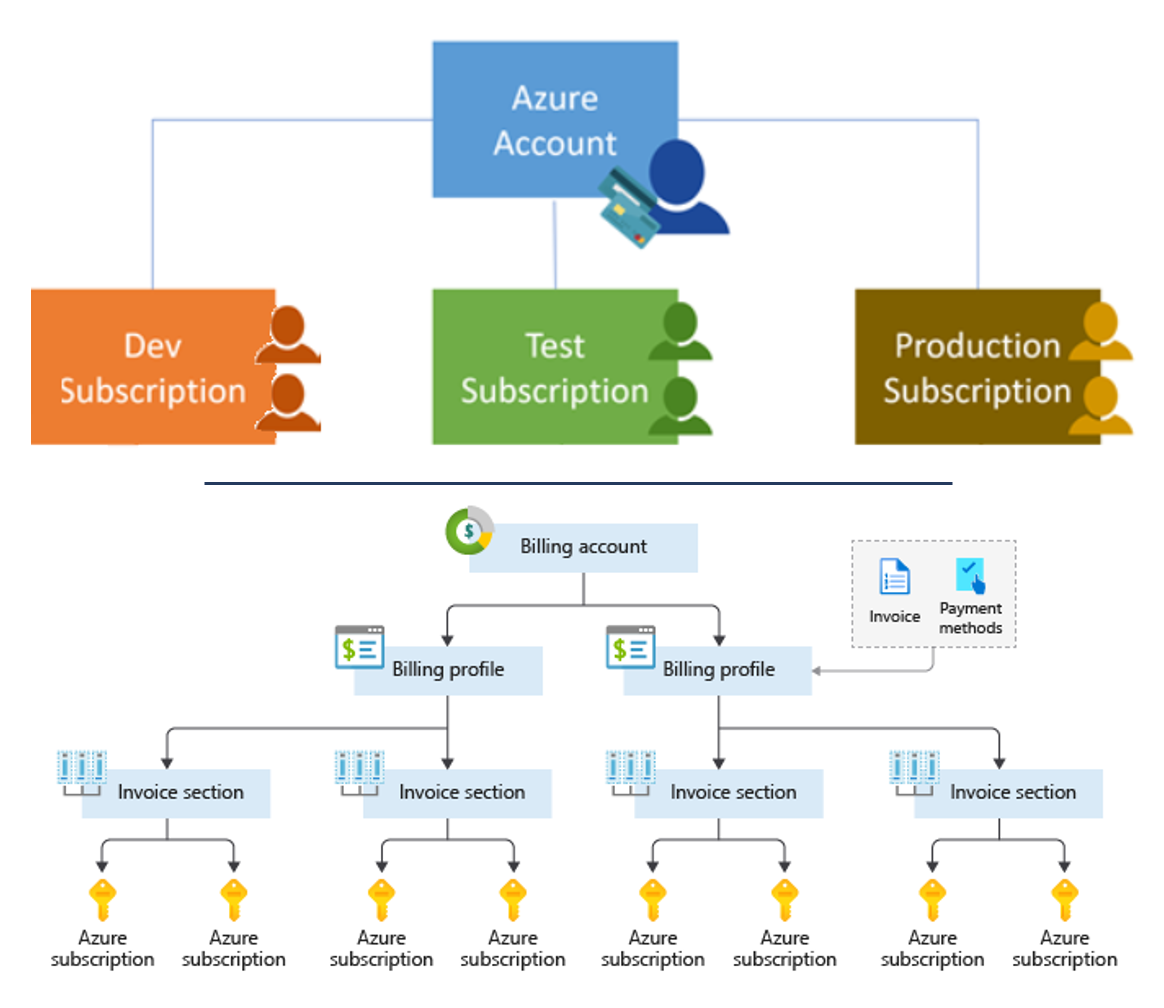 Azure
Account
Dev
Subscription
Test
Subscription
Production
Subscription
Billing account
Invoice
Payment
methods
Billing profile
Billing profile
Invoice section
Invoice section
Invoice section
Invoice section
Azure
subscription
Azure
subscription
Azure
subscription
Azure
subscription
Azure
subscription
Azure
subscription
Azure
subscription
Azure
subscription